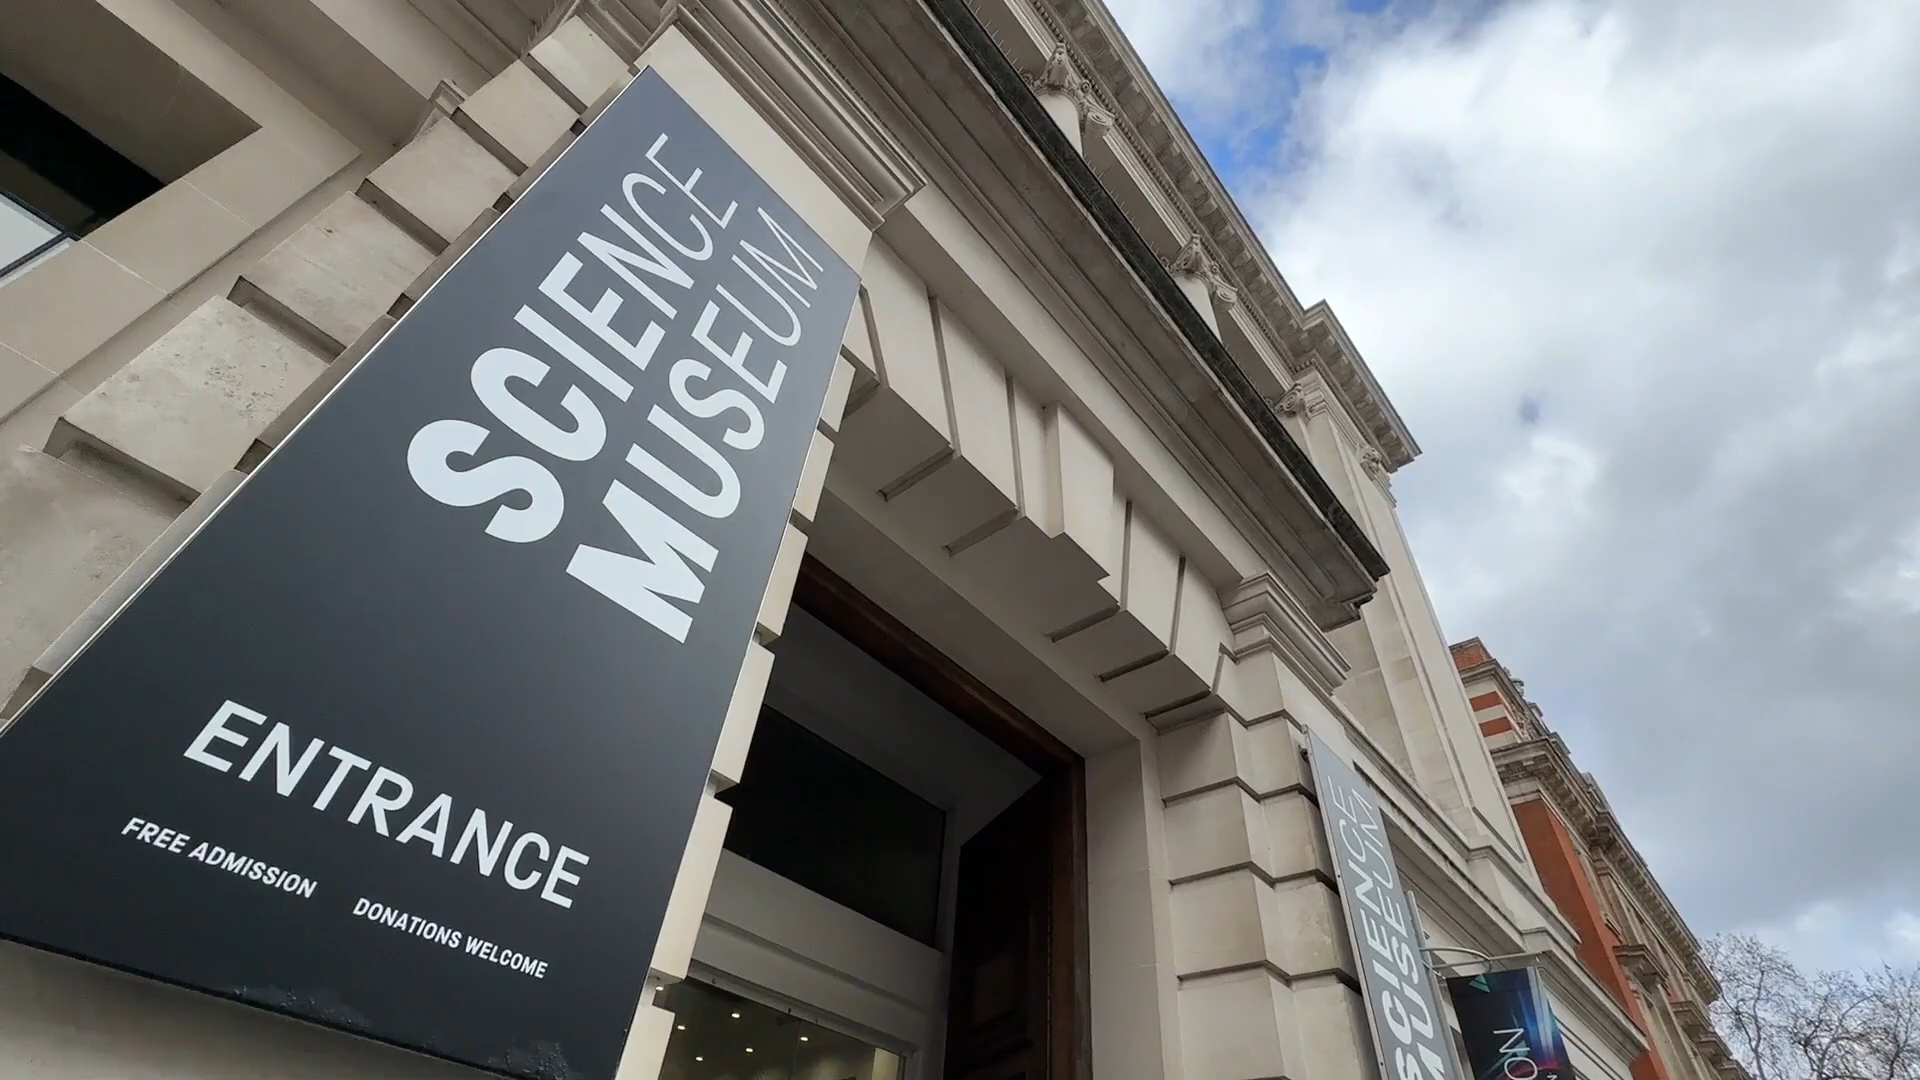 SCIENCE
MUSEUM
ENTRANCE
FREE ADMISSION
DONATIONS WELCOME
SCIENCE
MUSEUM